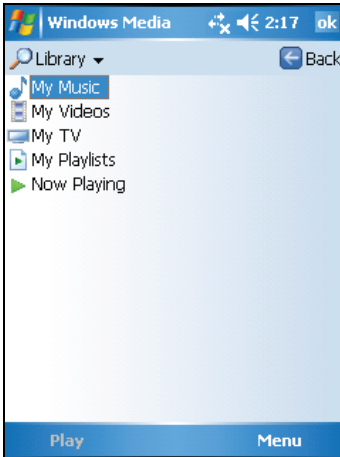 Windows Media 2:17 ok
Library Back
My Music
My Videos
My TV
My Playlists
Now Playing
Play Menu